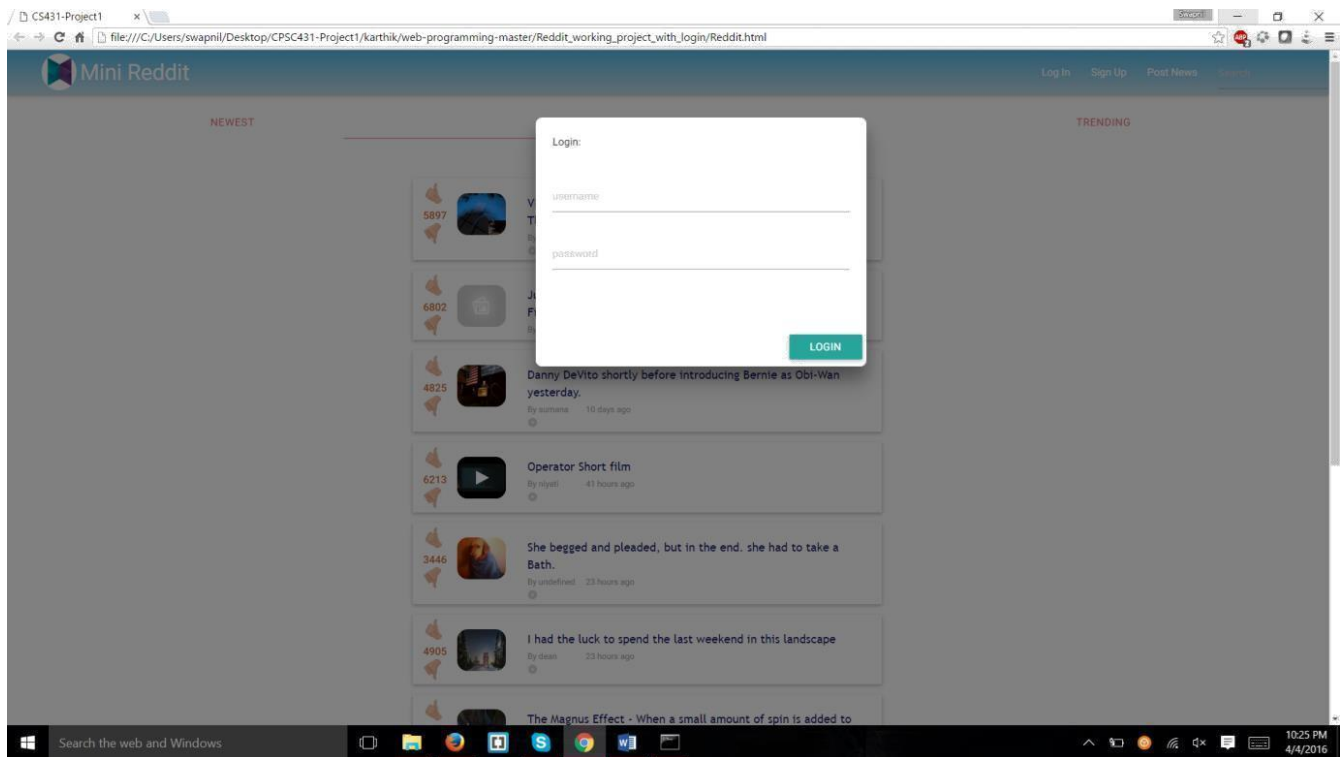 CS431-Project1
Swapnil
file:///C:/Users/swapnil/Desktop/CPSC431-Project1/karthik/web-programming-master/Reddit_working_project_with_login/Reddit.html
Mini Reddit
Log In Sign Up Post News Search
NEWEST
TRENDING
Login:
username
password
LOGIN
5897
V
By
6802
4825
Danny DeVito shortly before introducing Bernie as Obi-Wan
yesterday.
By sumana 10 days ago
6213
Operator Short film
By niyati 41 hours ago
3446
She begged and pleaded, but in the end. she had to take a
Bath.
By undefined 23 hours ago
4905
I had the luck to spend the last weekend in this landscape
By dean 23 hours ago
The Magnus Effect - When a small amount of spin is added to
Search the web and Windows
10:25 PM
4/4/2016